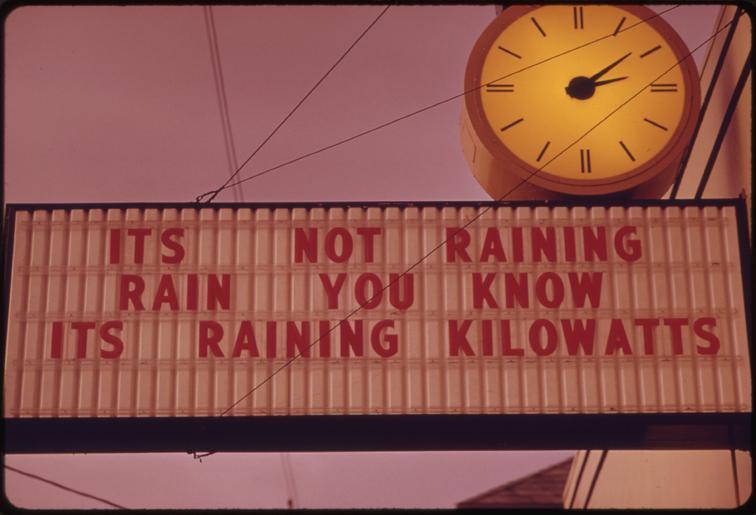 ITS NOT RAINING
RAIN YOU KNOW
ITS RAINING KILOWATTS